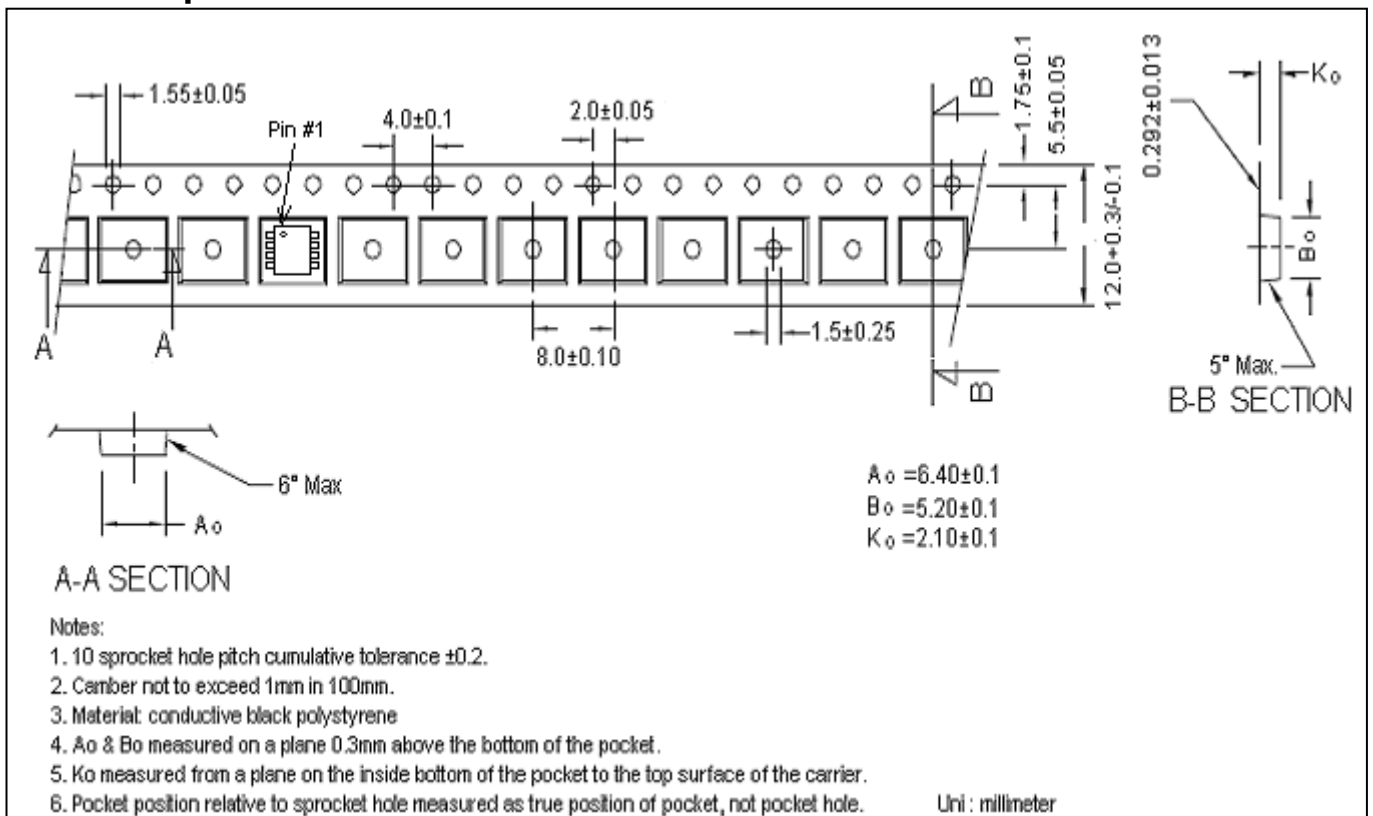 1.55±0.05
Pin #1
4.0±0.1
2.0±0.05
B
1.75±0.1
5.5±0.05
0.292±0.013
Ko
12.0+0.3/-0.1
Bo
A
A
8.0±0.10
1.5±0.25
B
5° Max.
B-B SECTION
6° Max
Ao
A-A SECTION
Ao =6.40±0.1
Bo =5.20±0.1
Ko =2.10±0.1
Notes:
1. 10 sprocket hole pitch cumulative tolerance ±0.2.
2. Camber not to exceed 1mm in 100mm.
3. Material: conductive black polystyrene
4. Ao & Bo measured on a plane 0.3mm above the bottom of the pocket.
5. Ko measured from a plane on the inside bottom of the pocket to the top surface of the carrier.
6. Pocket position relative to sprocket hole measured as true position of pocket, not pocket hole.
Uni : millimeter